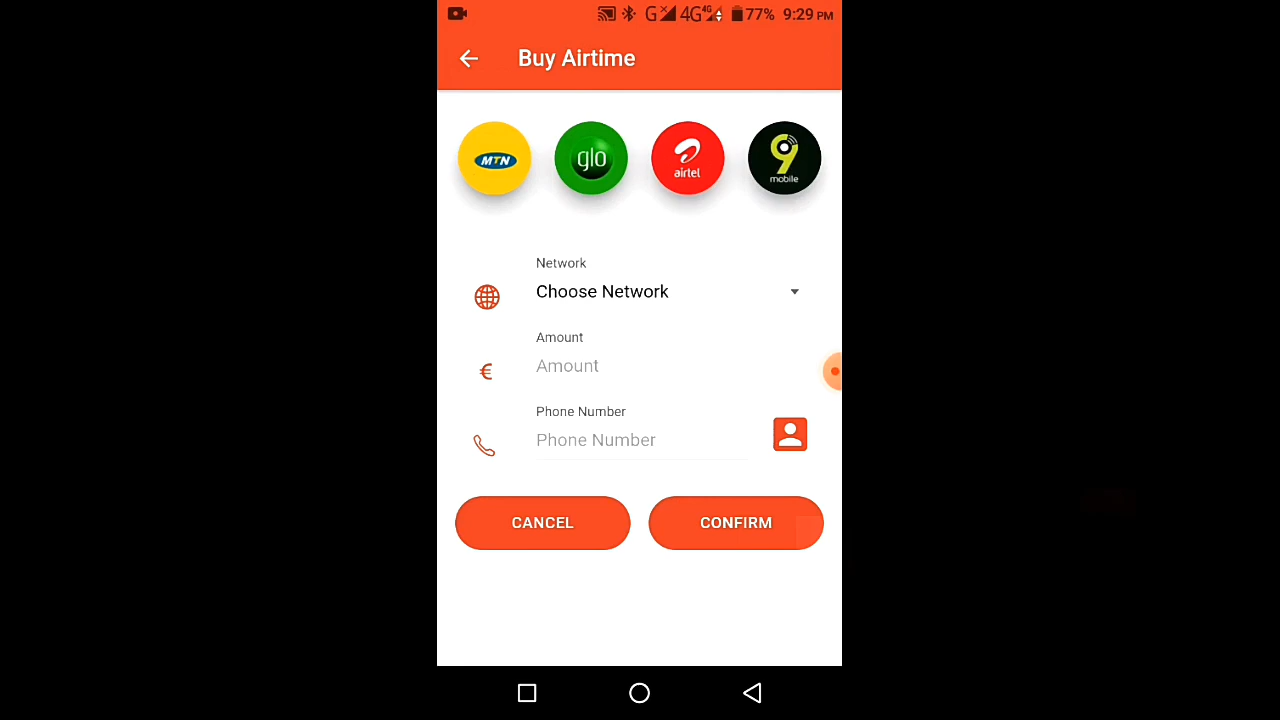 G 4G 4G 77% 9:29 PM
Buy Airtime
MTN glo airtel 9 mobile
Network
Choose Network
Amount
€ Amount
Phone Number
Phone Number
CANCEL CONFIRM